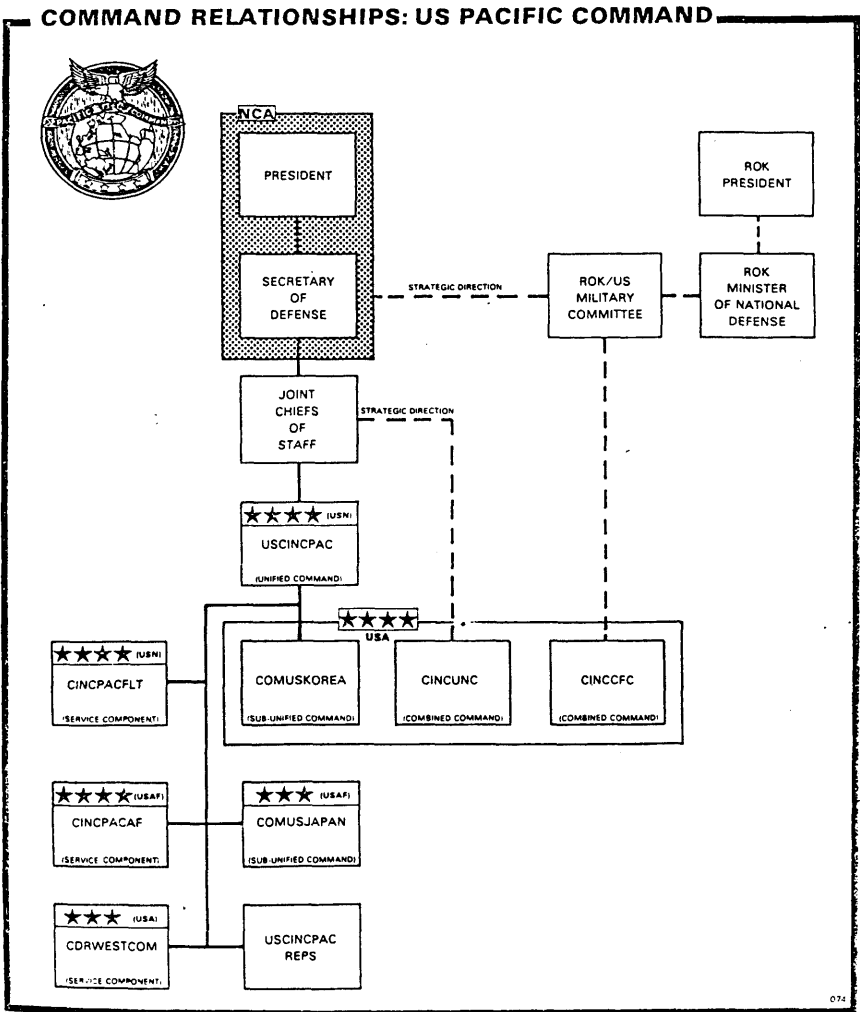 COMMAND RELATIONSHIPS: US PACIFIC COMMAND
NCA
PRESIDENT
ROK
PRESIDENT
SECRETARY
OF
DEFENSE
STRATEGIC DIRECTION
ROK/US
MILITARY
COMMITTEE
ROK
MINISTER
OF NATIONAL
DEFENSE
JOINT
CHIEFS
OF
STAFF
STRATEGIC DIRECTION
(USN)
USCINCPAC
(UNIFIED COMMAND)
USA
(USN)
CINCPACFLT
(SERVICE COMPONENT)
COMUSKOREA
(SUB-UNIFIED COMMAND)
CINCUNC
(COMBINED COMMAND)
CINCCFC
(COMBINED COMMAND)
(USAF)
CINCPACAF
(SERVICE COMPONENT)
(USAF)
COMUSJAPAN
(SUB-UNIFIED COMMAND)
(USA)
CDRWESTCOM
(SERVICE COMPONENT)
USCINCPAC
REPS
074